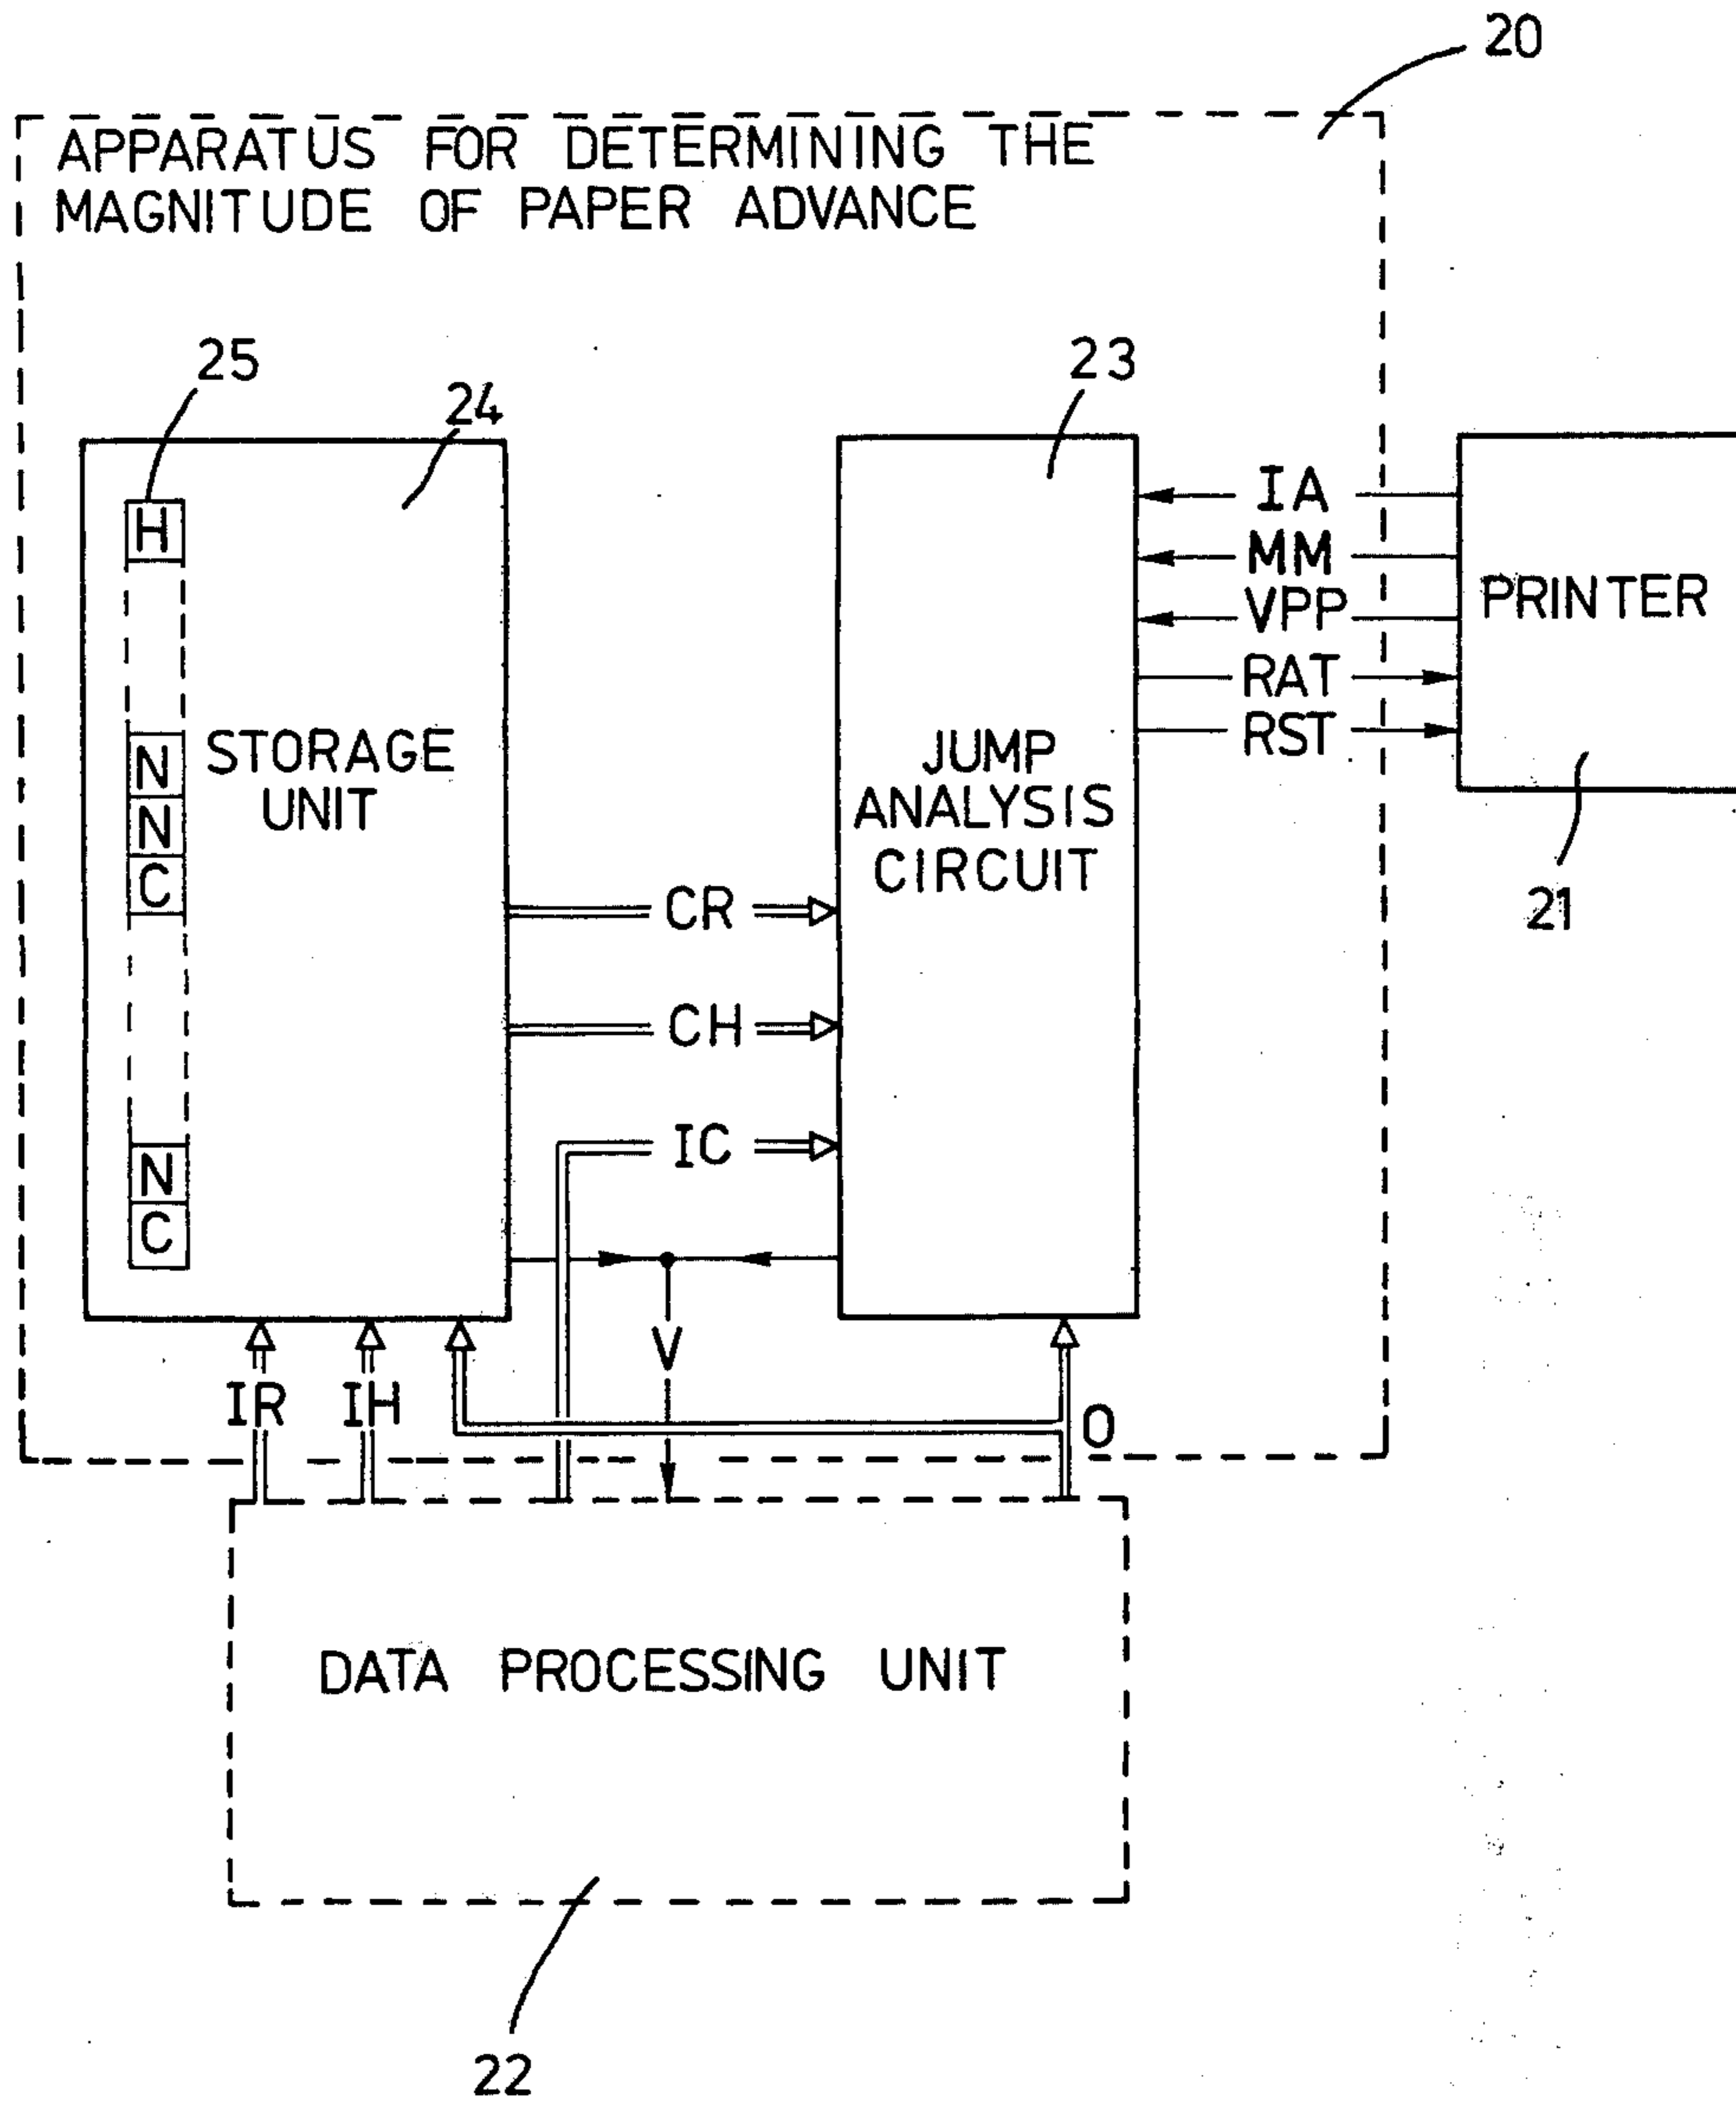 20
APPARATUS FOR DETERMINING THE
MAGNITUDE OF PAPER ADVANCE
25
24
23
H
N
N
C
N
C
STORAGE
UNIT
JUMP
ANALYSIS
CIRCUIT
IA
MM
VPP
RAT
RST
PRINTER
21
CR
CH
IC
V
IR
IH
O
DATA PROCESSING UNIT
22